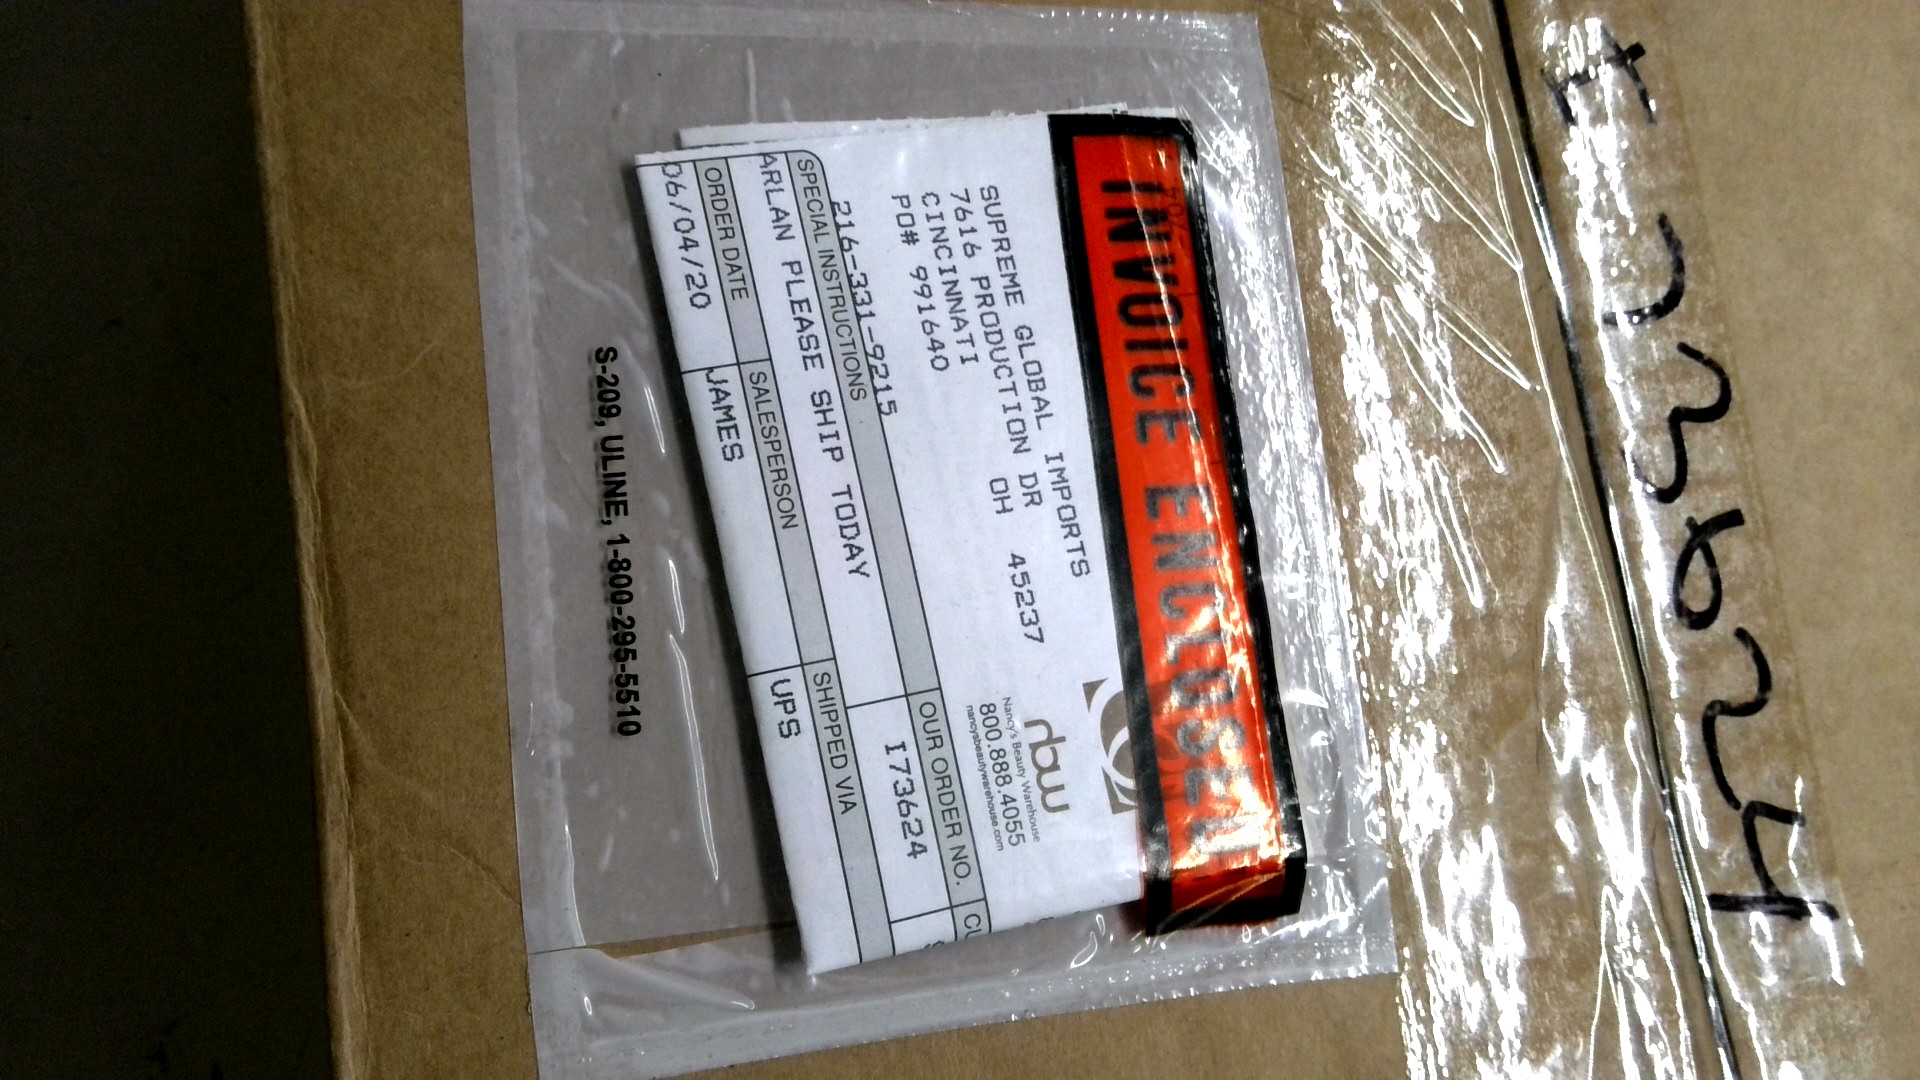 INVOICE ENCLOSED
SUPREME GLOBAL IMPORTS
7616 PRODUCTION DR
CINCINNATI OH 45237
PO# 991640
nbw
Nancy's Beauty Warehouse
800.888.4055
nancysbeautywarehouse.com
216-331-9215
SPECIAL INSTRUCTIONS
OUR ORDER NO.
CU
ARLAN PLEASE SHIP TODAY
I73624
ORDER DATE
SALESPERSON
SHIPPED VIA
06/04/20
JAMES
UPS
S-209, ULINE, 1-800-295-5510